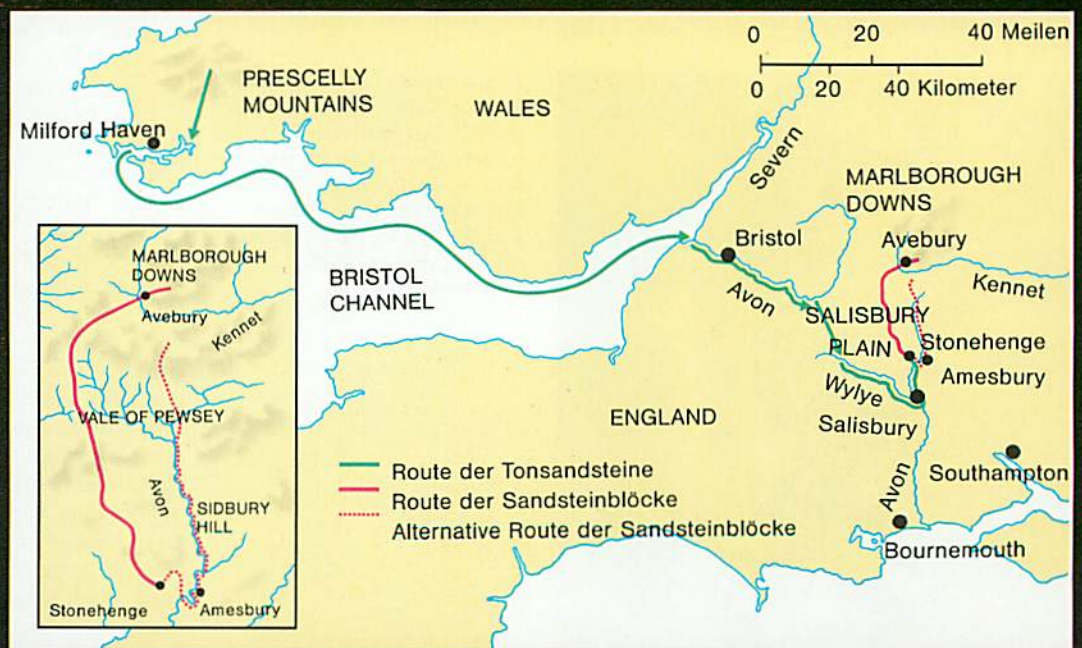 0 20 40 Meilen
0 20 40 Kilometer
PRESCELLY
MOUNTAINS
WALES
Milford Haven
Severn
MARLBOROUGH
DOWNS
Bristol
Avebury
Kennet
BRISTOL
CHANNEL
Avon
SALISBURY
PLAIN
Stonehenge
Amesbury
Wylye
Salisbury
ENGLAND
Southampton
Avon
Bournemouth
MARLBOROUGH
DOWNS
Avebury
Kennet
VALE OF PEWSEY
Avon
SIDBURY
HILL
Stonehenge
Amesbury
Route der Tonsandsteine
Route der Sandsteinblöcke
Alternative Route der Sandsteinblöcke